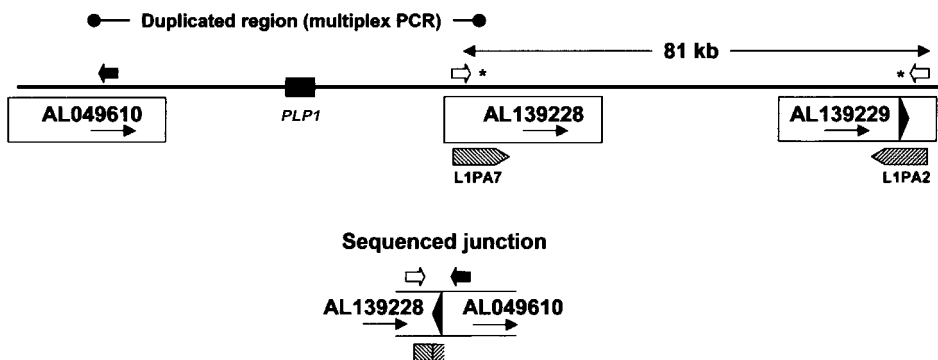 Duplicated region (multiplex PCR)
81 kb
* *
AL049610 PLP1 AL139228 AL139229
L1PA7 L1PA2
Sequenced junction
AL139228 AL049610